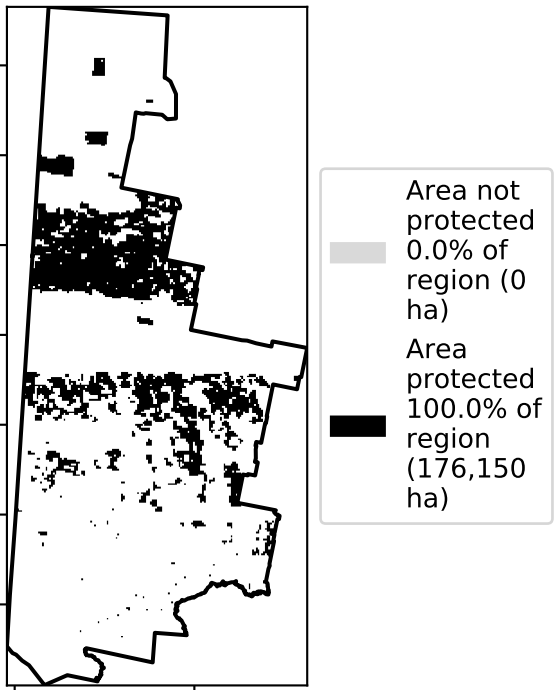 Area not
protected
0.0% of
region (0
ha)
Area
protected
100.0% of
region
(176,150
ha)